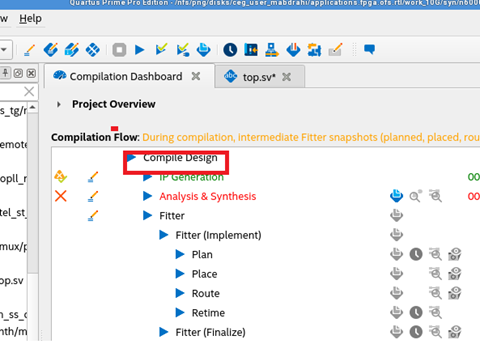 Quartus Prime Pro Edition - /nfs/png/disks/ceg_user_mabdrahi/applications.fpga.ofs.rtl/work_10G/syn/n600
View Help
Compilation Dashboard
top.sv*
Project Overview
Compilation Flow: During compilation, intermediate Fitter snapshots (planned, placed, rou
Compile Design
IP Generation 00
Analysis & Synthesis 00
Fitter
Fitter (Implement)
Plan
Place
Route
Retime
Fitter (Finalize)
s_tg/r
emote
opll_r
tel_st_
mux/p
op.sv
n_ss_c
nth/m